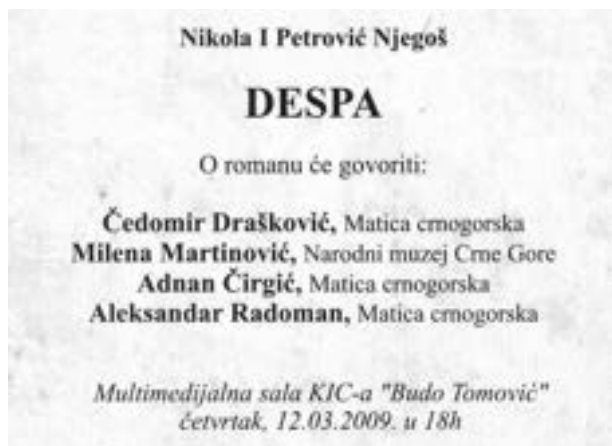 Nikola I Petrović Njegoš
DESPA
O romanu će govoriti:
Čedomir Drašković, Matica crnogorska
Milena Martinović, Narodni muzej Crne Gore
Adnan Čirgić, Matica crnogorska
Aleksandar Radoman, Matica crnogorska
Multimedijalna sala KIC-a "Budo Tomović"
četvrtak, 12.03.2009. u 18h